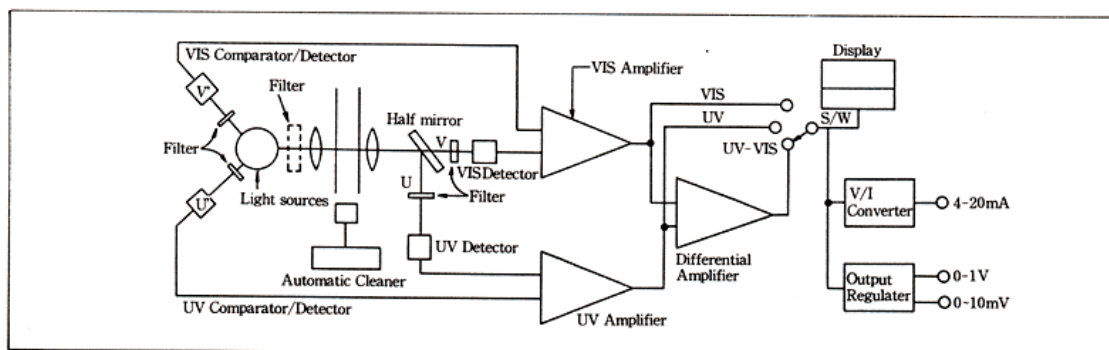 VIS Comparator/Detector
Filter
VIS Amplifier
Display
V"
Half mirror
V
VIS
UV
S/W
UV-VIS
Filter
VIS Detector
U
Filter
U"
Light sources
UV Detector
Automatic Cleaner
Differential
Amplifier
V/I
Converter
4-20mA
Output
Regulater
0-1V
0-10mV
UV Comparator/Detector
UV Amplifier